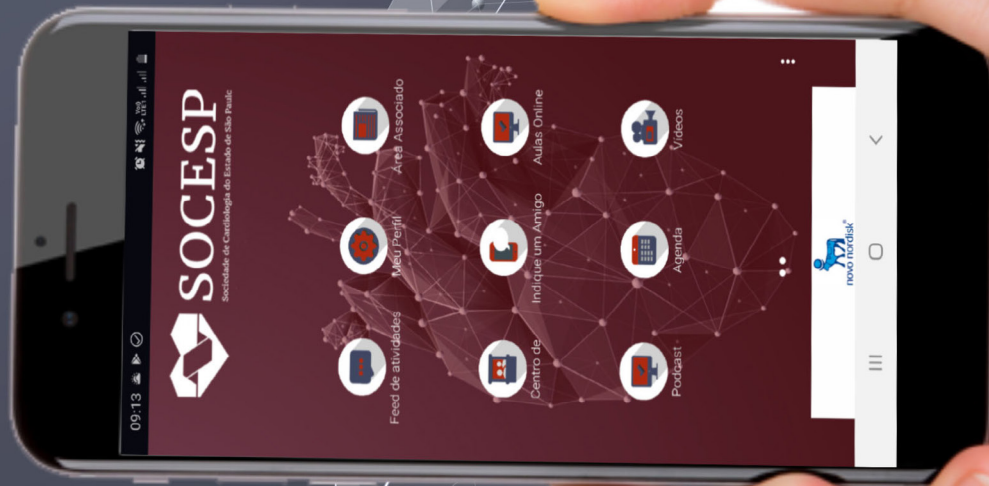 09:13
SOCESP
Sociedade de Cardiologia do Estado de São Paulo
Feed de atividades
Meu Perfil
Área Associado
Centro de
Indique um Amigo
Aulas Online
Podcast
Agenda
Vídeos
novo nordisk®